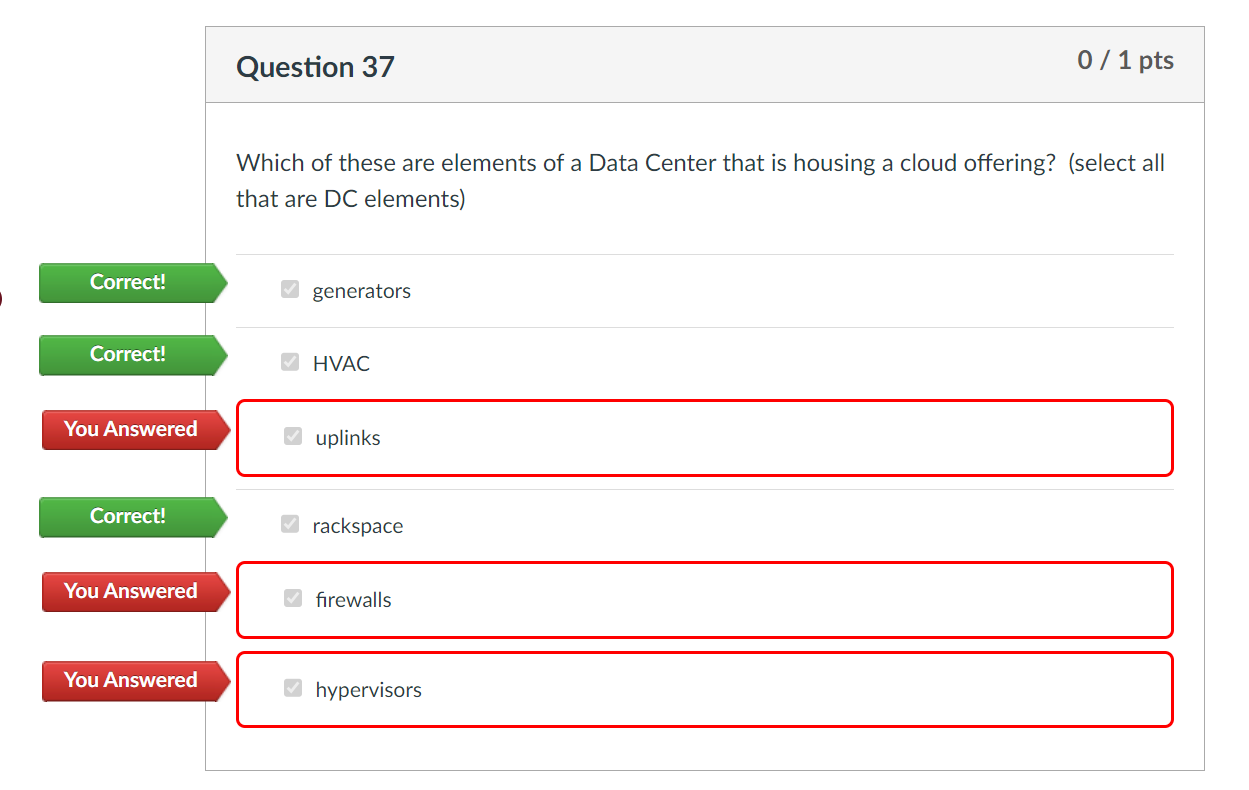 Question 37
0 / 1 pts
Which of these are elements of a Data Center that is housing a cloud offering?  (select all
that are DC elements)
Correct!
generators
Correct!
HVAC
You Answered
uplinks
Correct!
rackspace
You Answered
firewalls
You Answered
hypervisors